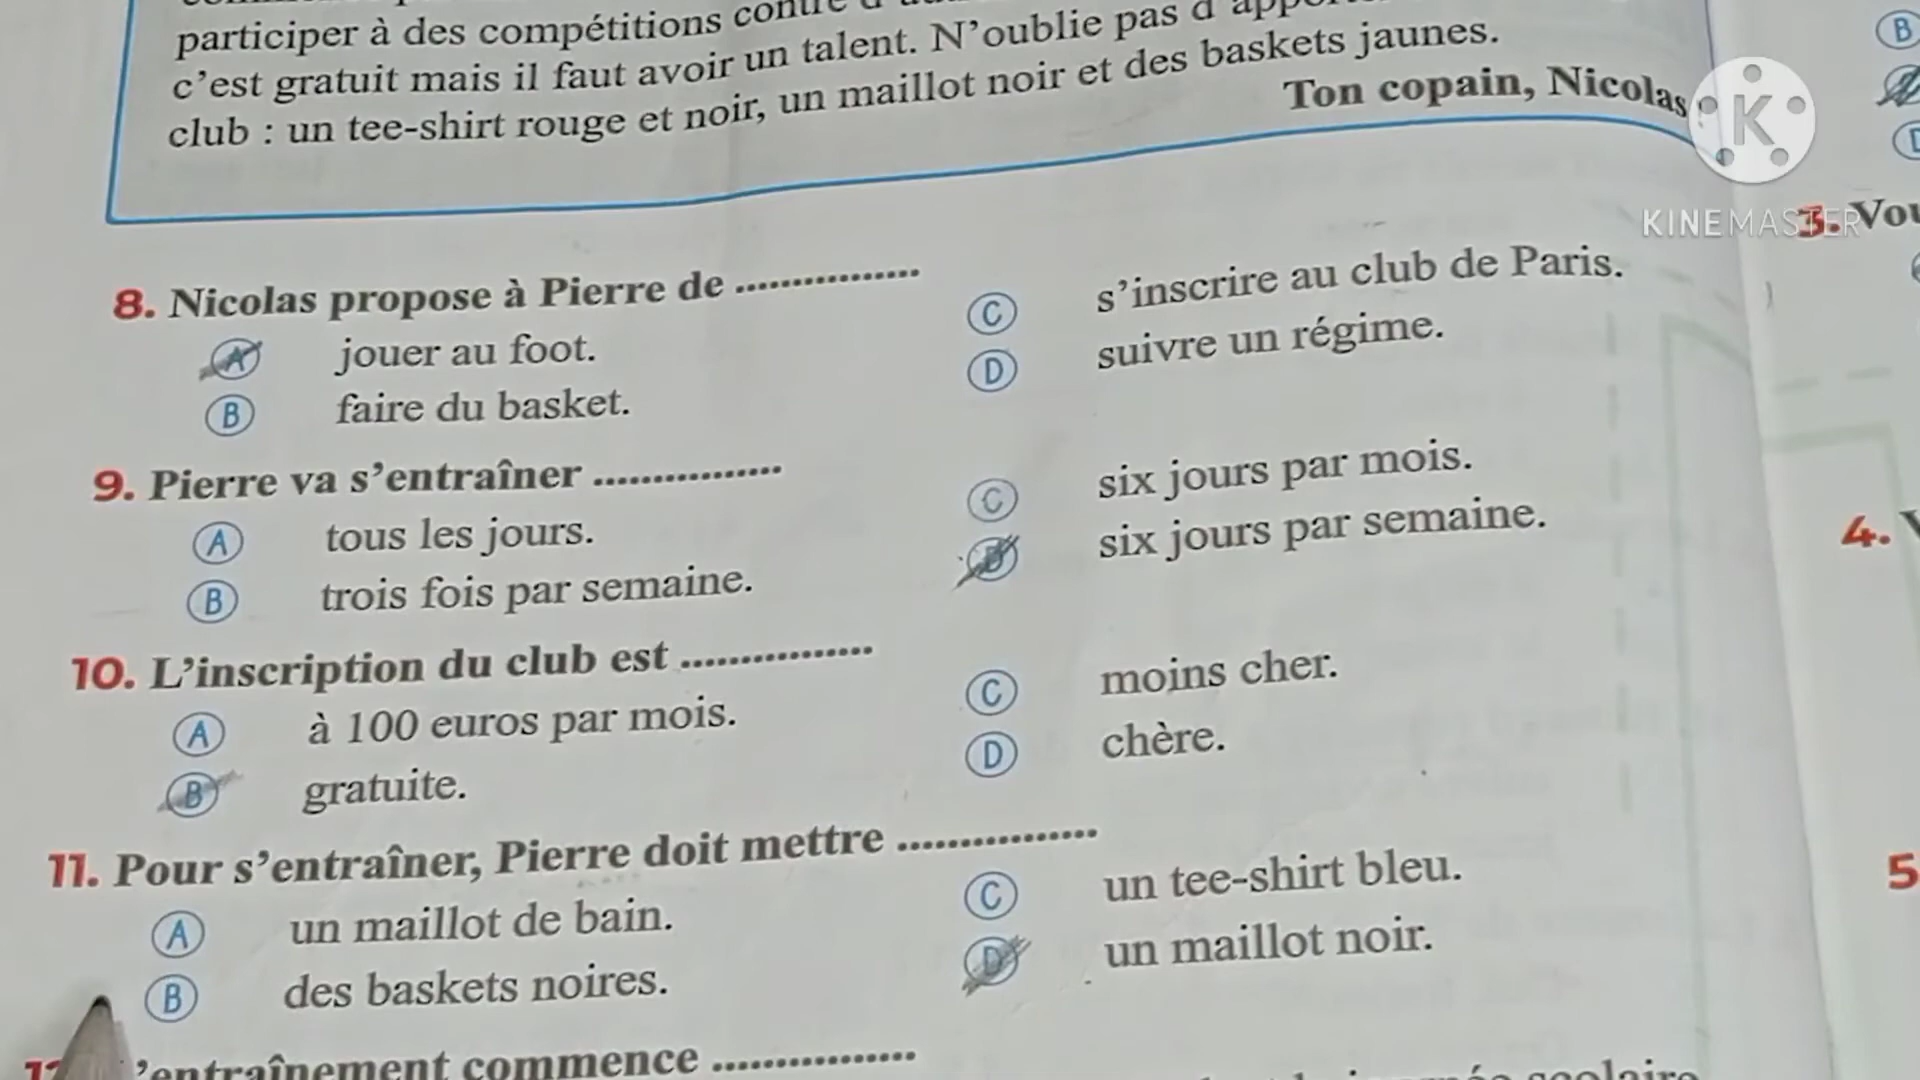 participer à des compétitions
c'est gratuit mais il faut avoir un talent. N'oublie pas
club : un tee-shirt rouge et noir, un maillot noir et des baskets jaunes.
Ton copain, Nicolas
K
KINEMASTER
8. Nicolas propose à Pierre de ................
A jouer au foot.
B faire du basket.
C s'inscrire au club de Paris.
D suivre un régime.
9. Pierre va s'entraîner ................
A tous les jours.
B trois fois par semaine.
C six jours par mois.
D six jours par semaine.
10. L'inscription du club est ................
A à 100 euros par mois.
B gratuite.
C moins cher.
D chère.
11. Pour s'entraîner, Pierre doit mettre ................
A un maillot de bain.
B des baskets noires.
C un tee-shirt bleu.
D un maillot noir.
commence ................
B
3.
4.
5